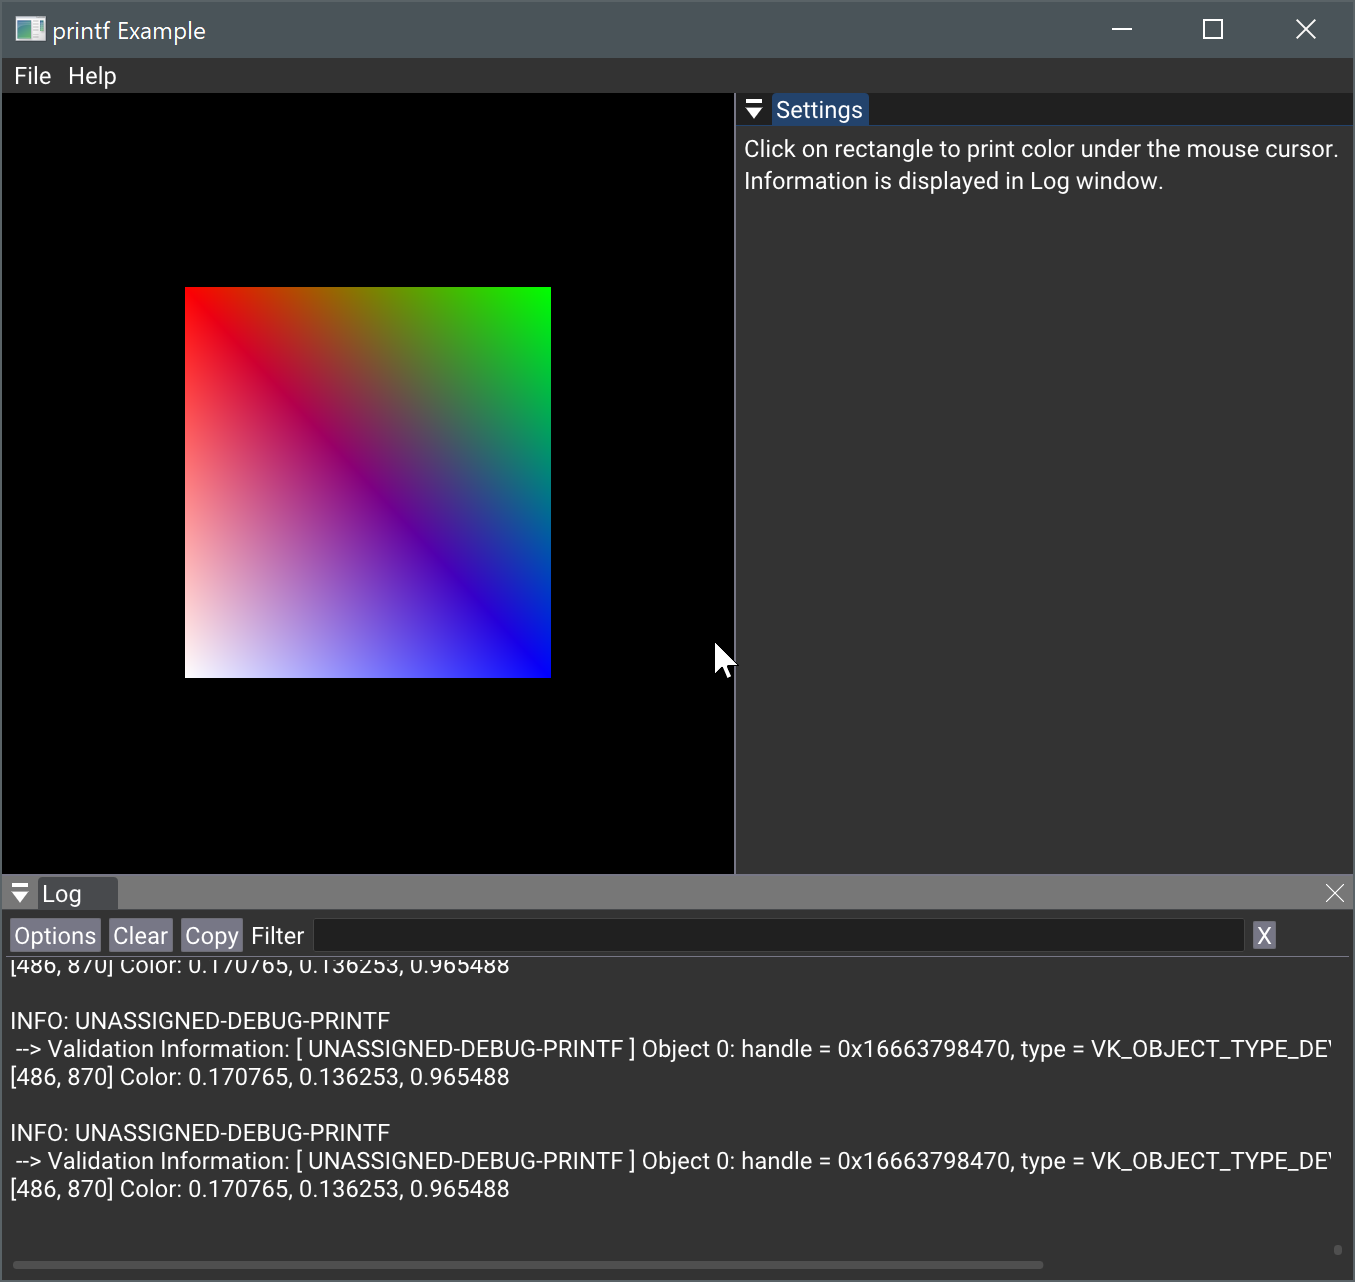 printf Example
File Help
Settings
Click on rectangle to print color under the mouse cursor.
Information is displayed in Log window.
Log
Options Clear Copy Filter X
[486, 870] Color: 0.170765, 0.136253, 0.965488
INFO: UNASSIGNED-DEBUG-PRINTF
--> Validation Information: [ UNASSIGNED-DEBUG-PRINTF ] Object 0: handle = 0x16663798470, type = VK_OBJECT_TYPE_DE
[486, 870] Color: 0.170765, 0.136253, 0.965488
INFO: UNASSIGNED-DEBUG-PRINTF
--> Validation Information: [ UNASSIGNED-DEBUG-PRINTF ] Object 0: handle = 0x16663798470, type = VK_OBJECT_TYPE_DE
[486, 870] Color: 0.170765, 0.136253, 0.965488